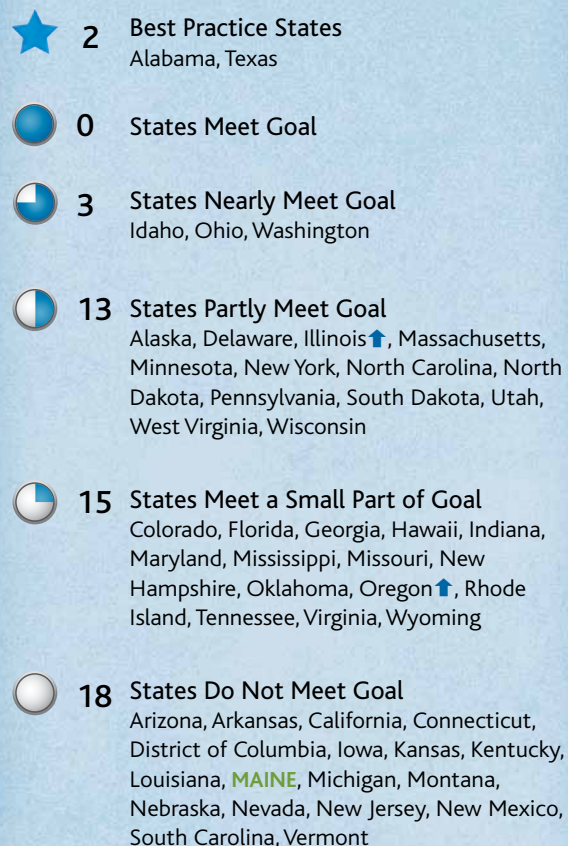 2 Best Practice States
Alabama, Texas
0 States Meet Goal
3 States Nearly Meet Goal
Idaho, Ohio, Washington
13 States Partly Meet Goal
Alaska, Delaware, Illinois⬆, Massachusetts,
Minnesota, New York, North Carolina, North
Dakota, Pennsylvania, South Dakota, Utah,
West Virginia, Wisconsin
15 States Meet a Small Part of Goal
Colorado, Florida, Georgia, Hawaii, Indiana,
Maryland, Mississippi, Missouri, New
Hampshire, Oklahoma, Oregon⬆, Rhode
Island, Tennessee, Virginia, Wyoming
18 States Do Not Meet Goal
Arizona, Arkansas, California, Connecticut,
District of Columbia, Iowa, Kansas, Kentucky,
Louisiana, MAINE, Michigan, Montana,
Nebraska, Nevada, New Jersey, New Mexico,
South Carolina, Vermont